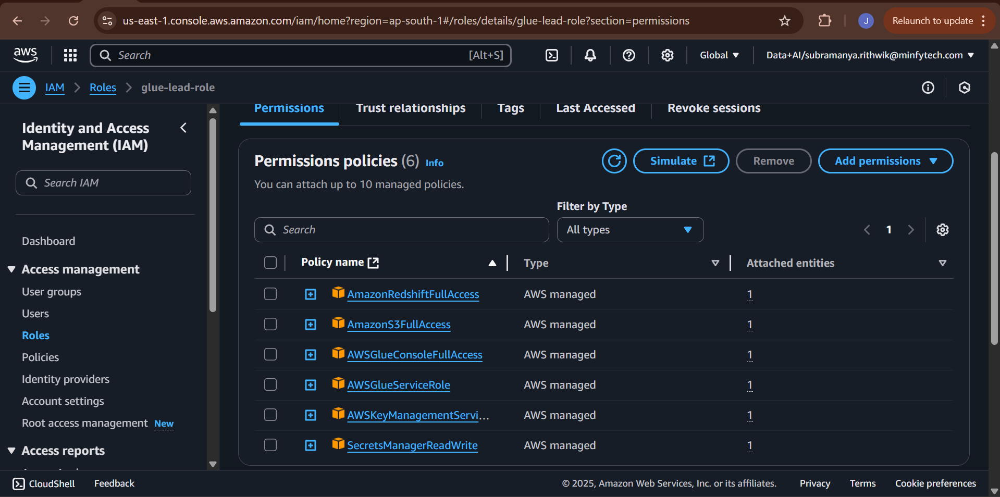 us-east-1.console.aws.amazon.com/iam/home?region=ap-south-1#/roles/details/glue-lead-role?section=permissions
J
Relaunch to update
aws
Search
[Alt+S]
Global
Data+AI/subramanya.rithwik@minfytech.com
IAM
Roles
glue-lead-role
Identity and Access
Management (IAM)
Search IAM
Dashboard
Access management
User groups
Users
Roles
Policies
Identity providers
Account settings
Root access management New
Access reports
Permissions
Trust relationships
Tags
Last Accessed
Revoke sessions
Permissions policies (6) Info
Simulate
Remove
Add permissions
You can attach up to 10 managed policies.
Filter by Type
Search
All types
1
Policy name
Type
Attached entities
AmazonRedshiftFullAccess AWS managed 1
AmazonS3FullAccess AWS managed 1
AWSGlueConsoleFullAccess AWS managed 1
AWSGlueServiceRole AWS managed 1
AWSKeyManagementServi... AWS managed 1
SecretsManagerReadWrite AWS managed 1
CloudShell
Feedback
© 2025, Amazon Web Services, Inc. or its affiliates.
Privacy
Terms
Cookie preferences